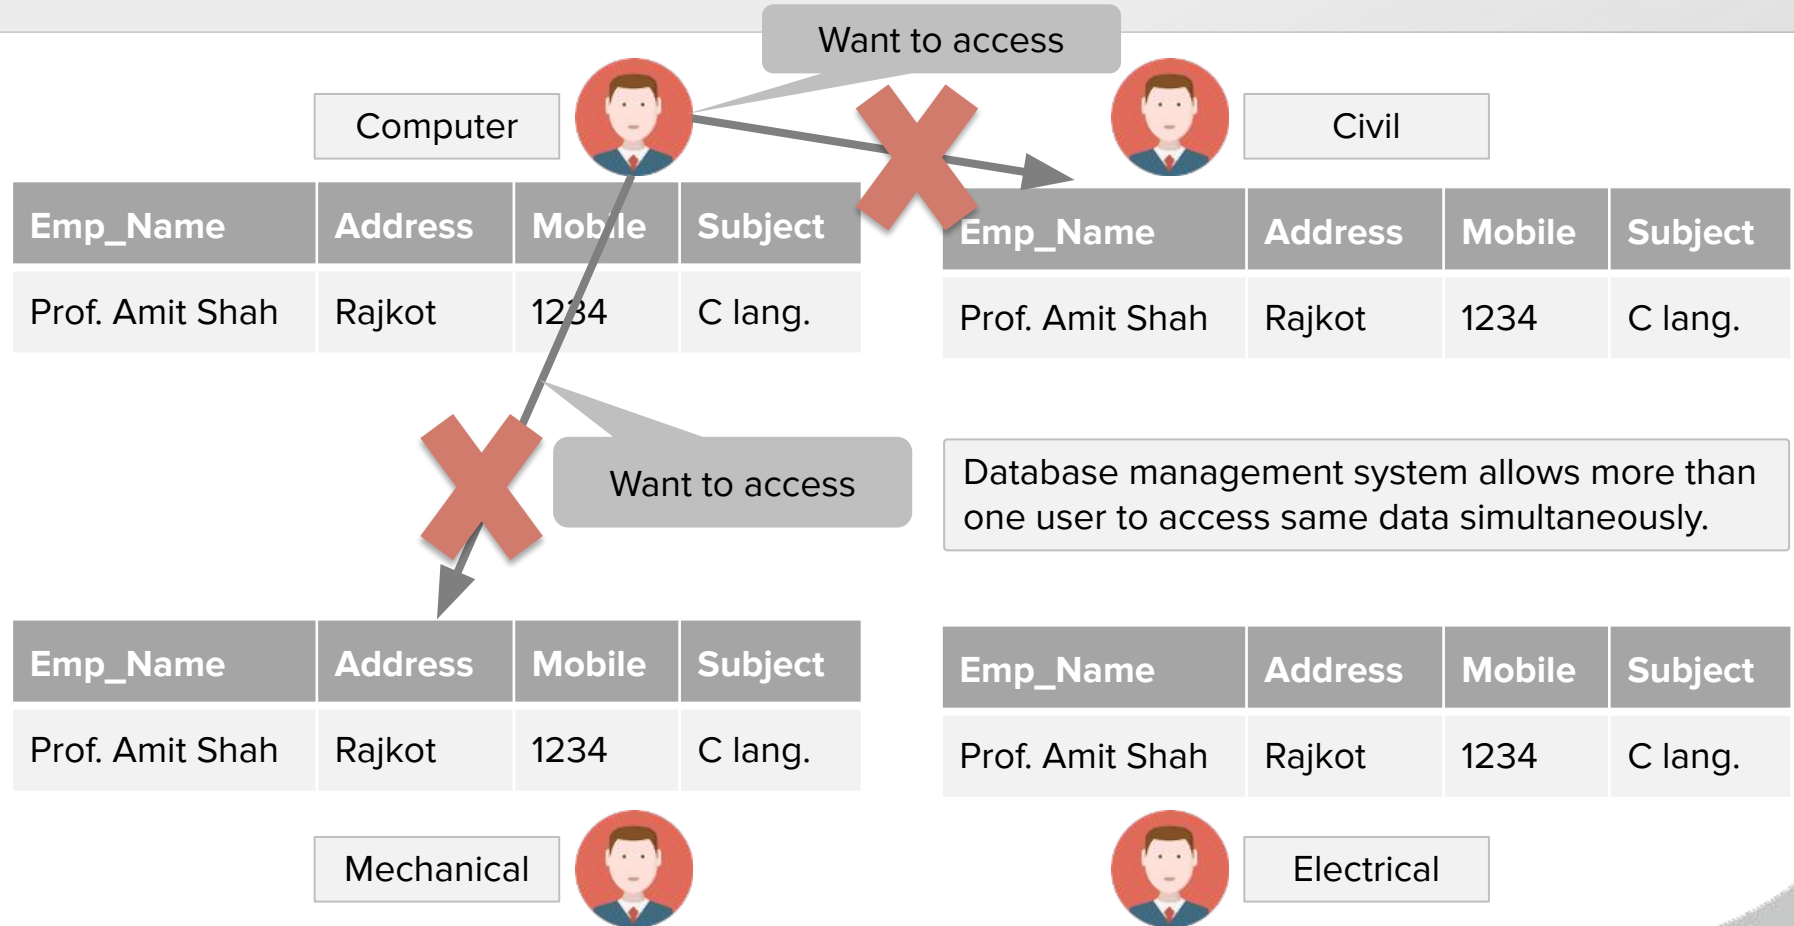 Want to access
Computer
Civil
Emp_Name Address Mobile Subject
Prof. Amit Shah Rajkot 1234 C lang.
Emp_Name Address Mobile Subject
Prof. Amit Shah Rajkot 1234 C lang.
Want to access
Database management system allows more than
one user to access same data simultaneously.
Emp_Name Address Mobile Subject
Prof. Amit Shah Rajkot 1234 C lang.
Emp_Name Address Mobile Subject
Prof. Amit Shah Rajkot 1234 C lang.
Mechanical
Electrical